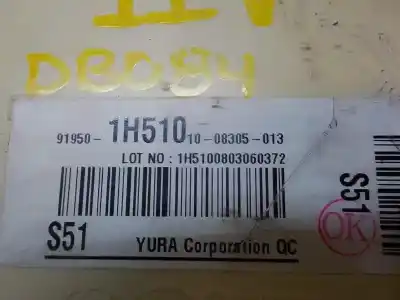 DB084
91950- 1H510 10-08305-013
LOT NO : 1H5100803060372
S51
YURA Corporation QC
S51
OK